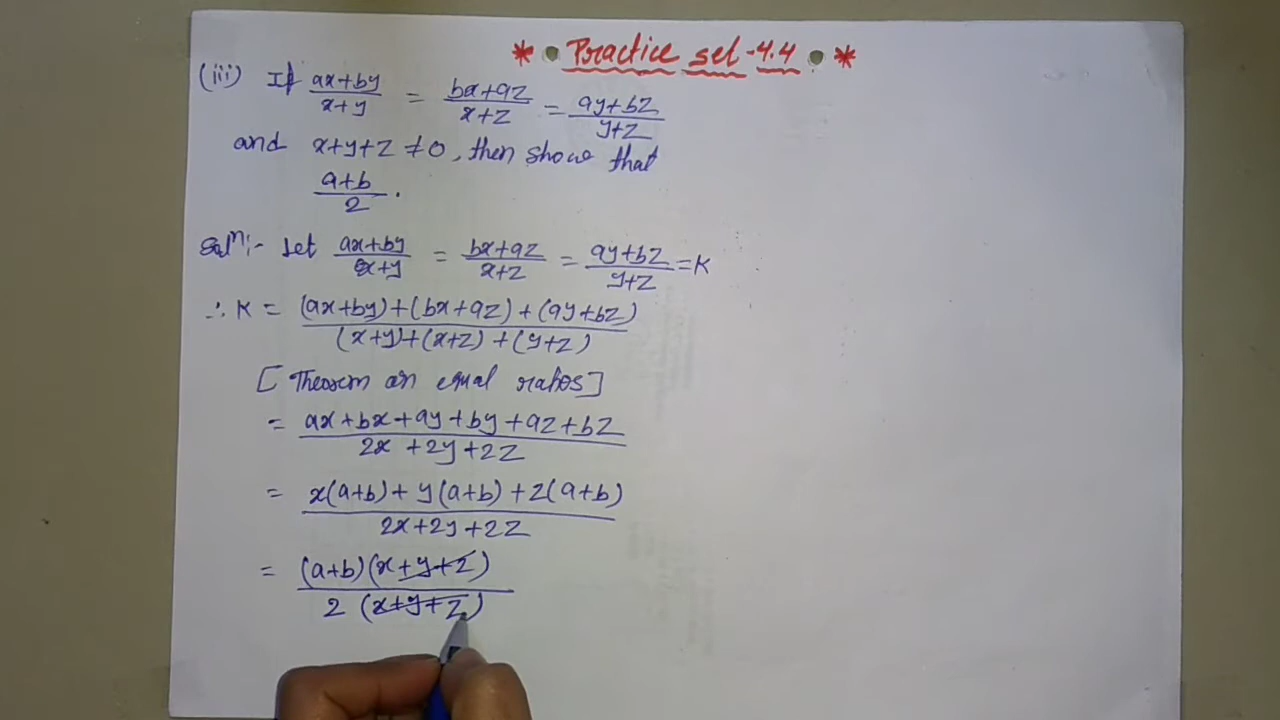 * • Practice set-4.4 • *
(iii) If ax+by/x+y = bx+az/x+z = ay+bz/y+z
and x+y+z ≠0, then show that
a+b/2 .
Solⁿ:- Let ax+by/x+y = bx+az/x+z = ay+bz/y+z = K
∴ K = (ax+by)+(bx+az)+(ay+bz)/(x+y)+(x+z)+(y+z)
[Theorem on equal ratios]
= ax+bx+ay+by+az+bz/2x+2y+2z
= x(a+b)+y(a+b)+z(a+b)/2x+2y+2z
= (a+b)(x+y+z)/2(x+y+z)